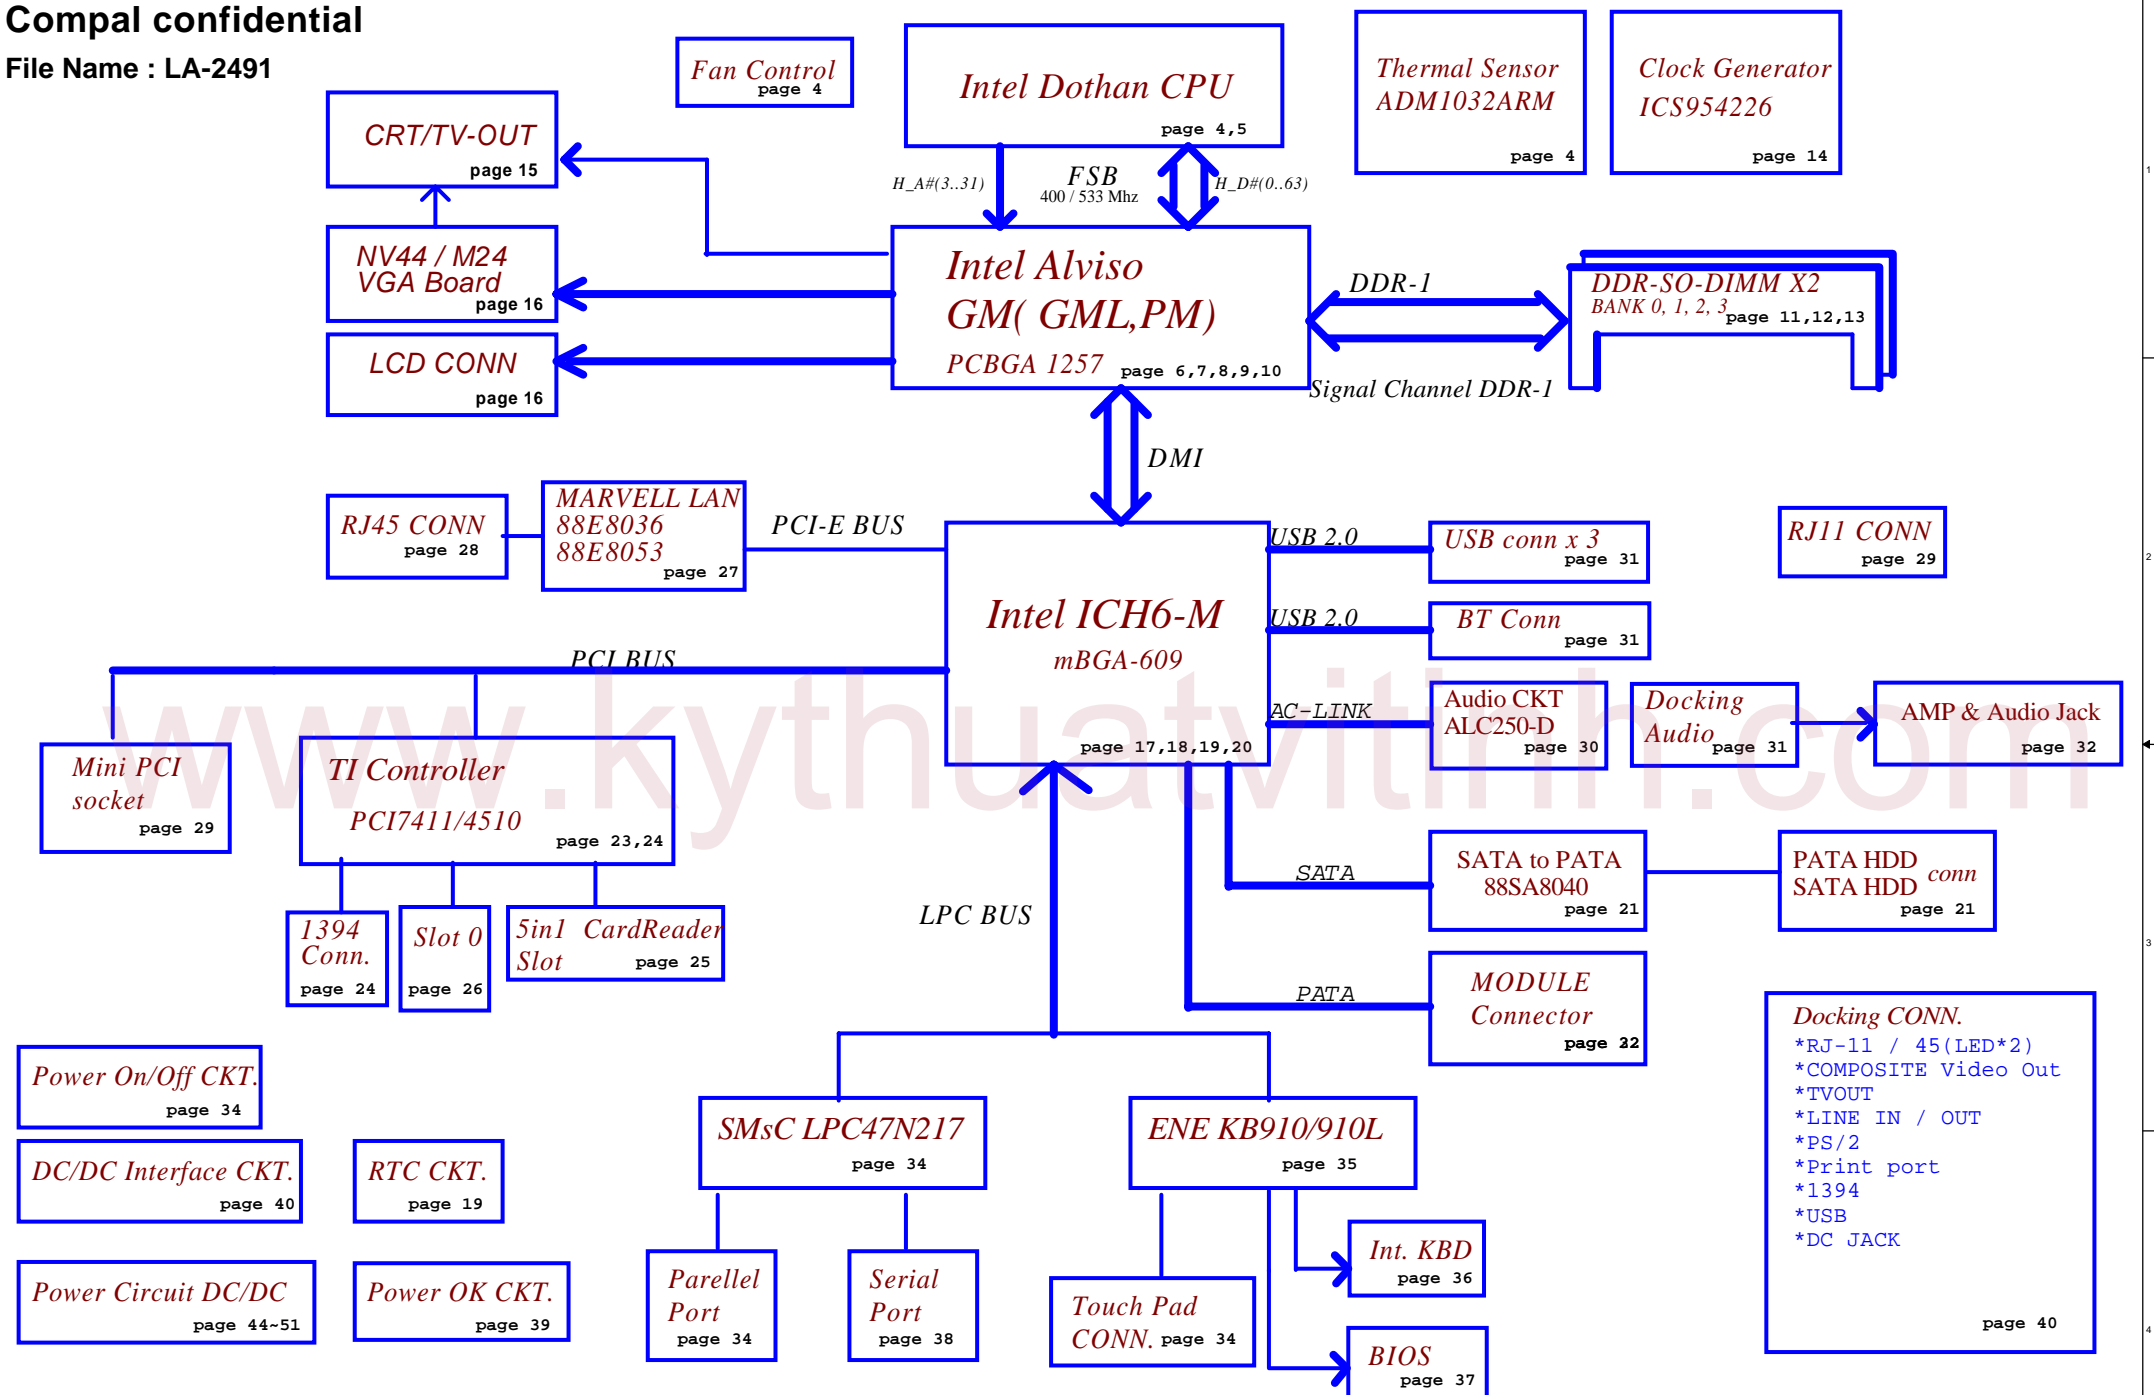 Compal confidential
File Name : LA-2491
Fan Control
page 4
Intel Dothan CPU
page 4,5
Thermal Sensor
ADM1032ARM
page 4
Clock Generator
ICS954226
page 14
CRT/TV-OUT
page 15
H_A#(3..31)
FSB
400 / 533 Mhz
H_D#(0..63)
NV44 / M24
VGA Board
page 16
LCD CONN
page 16
Intel Alviso
GM( GML,PM)
PCBGA 1257
page 6,7,8,9,10
DDR-1
Signal Channel DDR-1
DDR-SO-DIMM X2
BANK 0, 1, 2, 3
page 11,12,13
DMI
RJ45 CONN
page 28
MARVELL LAN
88E8036
88E8053
page 27
PCI-E BUS
Intel ICH6-M
mBGA-609
page 17,18,19,20
USB 2.0
USB conn x 3
page 31
RJ11 CONN
page 29
USB 2.0
BT Conn
page 31
PCI BUS
AC-LINK
Audio CKT
ALC250-D
page 30
Docking
Audio
page 31
AMP & Audio Jack
page 32
www.kythuatvitinh.com
Mini PCI
socket
page 29
TI Controller
PCI7411/4510
page 23,24
1394
Conn.
page 24
Slot 0
page 26
5in1 CardReader
Slot
page 25
LPC BUS
SATA
SATA to PATA
88SA8040
page 21
PATA HDD
SATA HDD
conn
page 21
PATA
MODULE
Connector
page 22
Docking CONN.
*RJ-11 / 45(LED*2)
*COMPOSITE Video Out
*TVOUT
*LINE IN / OUT
*PS/2
*Print port
*1394
*USB
*DC JACK
page 40
Power On/Off CKT.
page 34
DC/DC Interface CKT.
page 40
RTC CKT.
page 19
Power Circuit DC/DC
page 44~51
Power OK CKT.
page 39
SMsC LPC47N217
page 34
ENE KB910/910L
page 35
Parellel
Port
page 34
Serial
Port
page 38
Touch Pad
CONN.
page 34
Int. KBD
page 36
BIOS
page 37
1
2
3
4